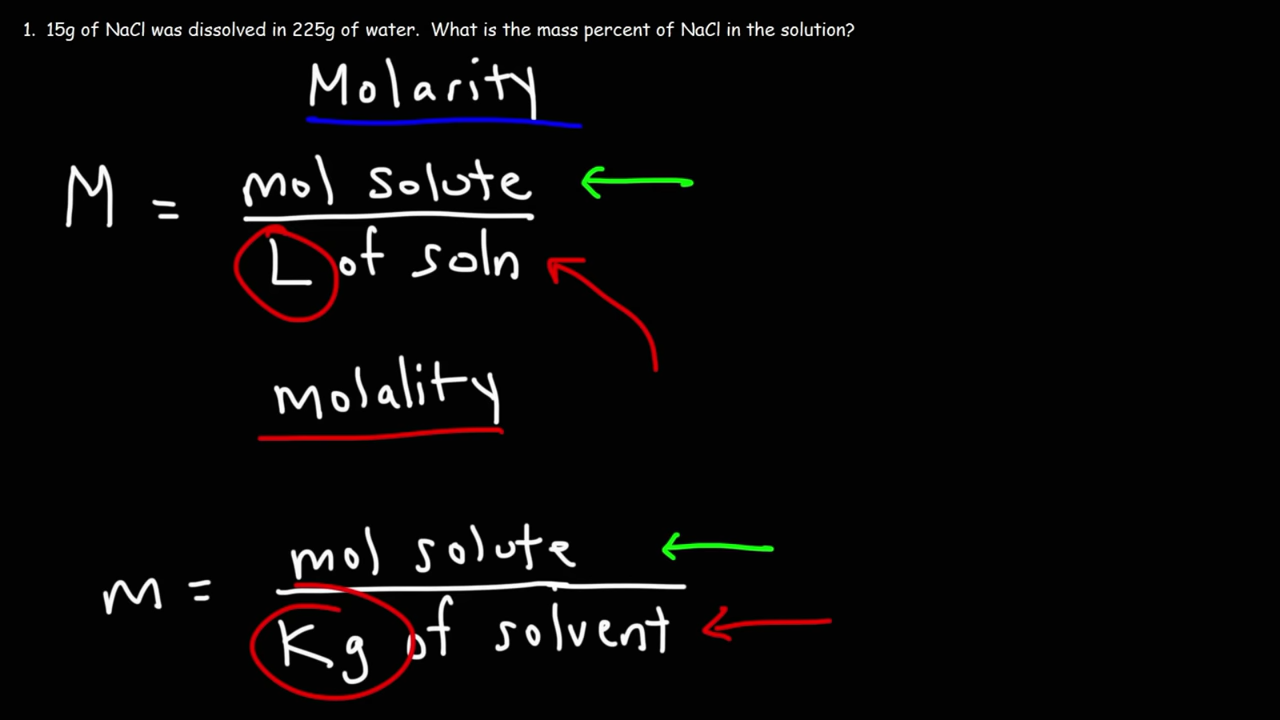 1. 15g of NaCl was dissolved in 225g of water. What is the mass percent of NaCl in the solution?
Molarity
M = mol solute
L of soln
molality
m = mol solute
Kg of solvent